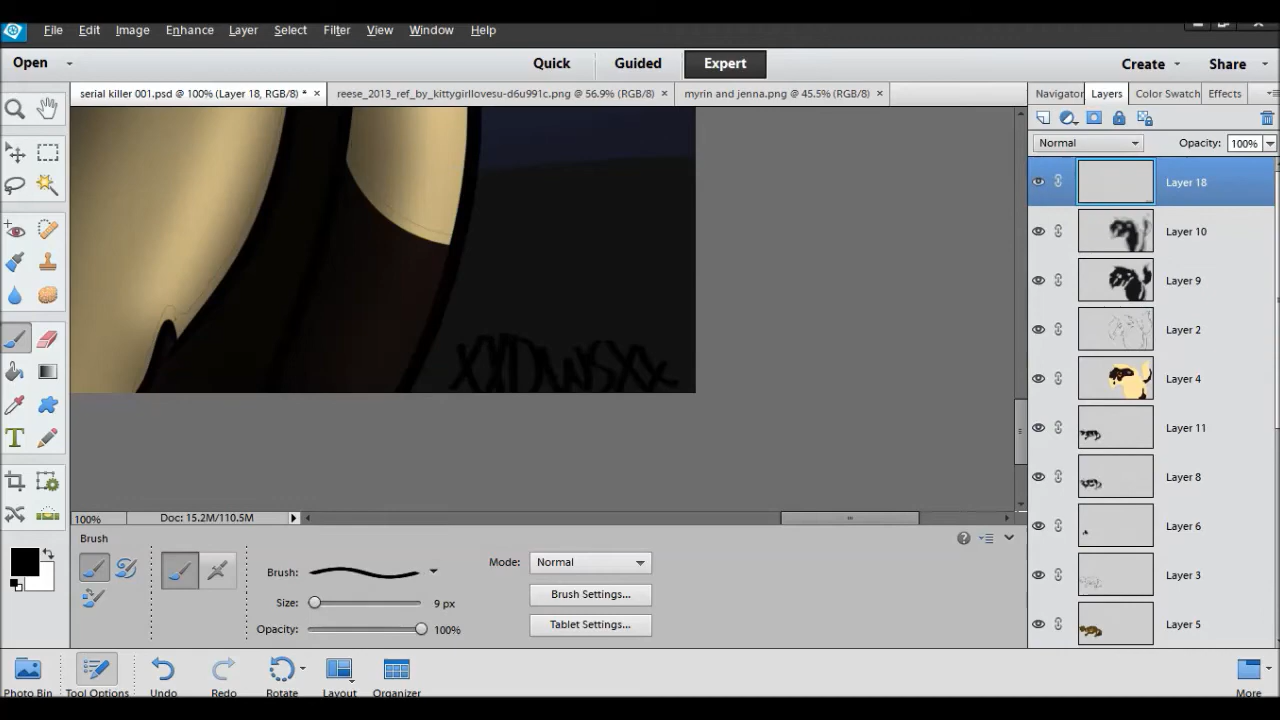 File Edit Image Enhance Layer Select Filter View Window Help
Open Quick Guided Expert Create Share
serial killer 001.psd @ 100% (Layer 18, RGB/8) * × reese_2013_ref_by_kittygirllovesu-d6u991c.png @ 56.9% (RGB/8) × myrin and jenna.png @ 45.5% (RGB/8) ×
Navigator Layers Color Swatch Effects
Normal Opacity: 100%
Layer 18
Layer 10
Layer 9
Layer 2
Layer 4
Layer 11
Layer 8
Layer 6
Layer 3
Layer 5
XXDWSXX
100% Doc: 15.2M/110.5M
Brush
Brush:
Size: 9 px
Opacity: 100%
Mode: Normal
Brush Settings...
Tablet Settings...
Photo Bin Tool Options Undo Redo Rotate Layout Organizer More